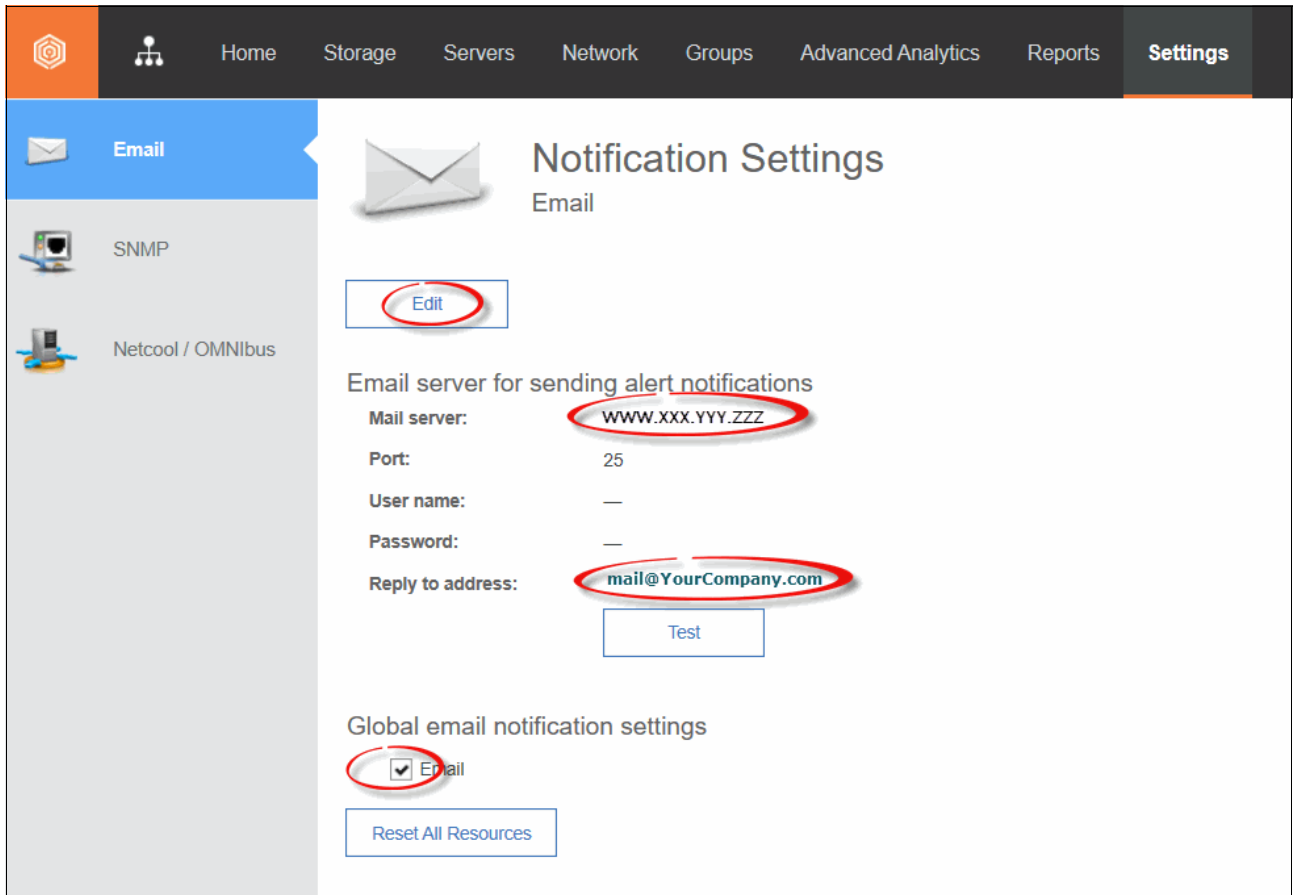 Home Storage Servers Network Groups Advanced Analytics Reports Settings
Email
SNMP
Netcool / OMNIbus
Notification Settings
Email
Edit
Email server for sending alert notifications
Mail server: WWW.XXX.YYY.ZZZ
Port: 25
User name: —
Password: —
Reply to address: mail@YourCompany.com
Test
Global email notification settings
Email
Reset All Resources